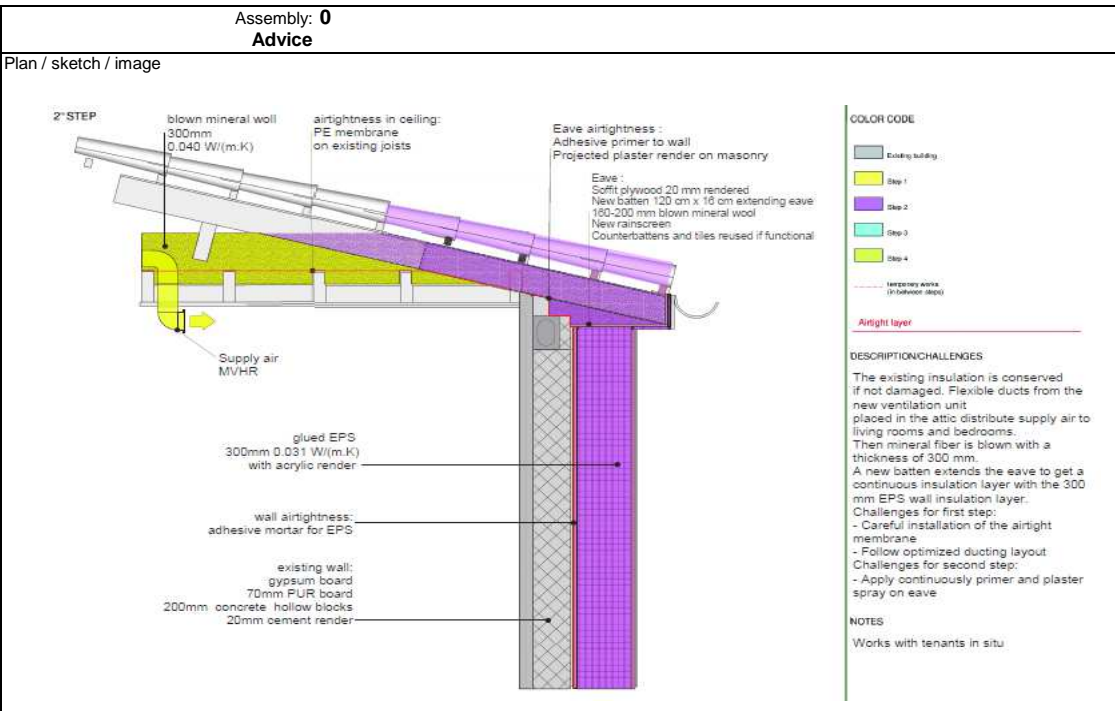 Assembly: 0
Advice
Plan / sketch / image
2° STEP
blown mineral woll
300mm
0.040 W/(m.K)
airtightness in ceiling:
PE membrane
on existing joists
Eave airtightness :
Adhesive primer to wall
Projected plaster render on masonry
Eave :
Soffit plywood 20 mm rendered
New batten 120 cm x 16 cm extending eave
160-200 mm blown mineral wool
New rainscreen
Counterbattens and tiles reused if functional
Supply air
MVHR
glued EPS
300mm 0.031 W/(m.K)
with acrylic render
wall airtightness:
adhesive mortar for EPS
existing wall:
gypsum board
70mm PUR board
200mm concrete hollow blocks
20mm cement render
COLOR CODE
Existing building
Step 1
Step 2
Step 3
Step 4
temporary works
(in between steps)
Airtight layer
DESCRIPTION/CHALLENGES
The existing insulation is conserved
if not damaged. Flexible ducts from the
new ventilation unit
placed in the attic distribute supply air to
living rooms and bedrooms.
Then mineral fiber is blown with a
thickness of 300 mm.
A new batten extends the eave to get a
continuous insulation layer with the 300
mm EPS wall insulation layer.
Challenges for first step:
- Careful installation of the airtight
membrane
- Follow optimized ducting layout
Challenges for second step:
- Apply continuously primer and plaster
spray on eave
NOTES
Works with tenants in situ